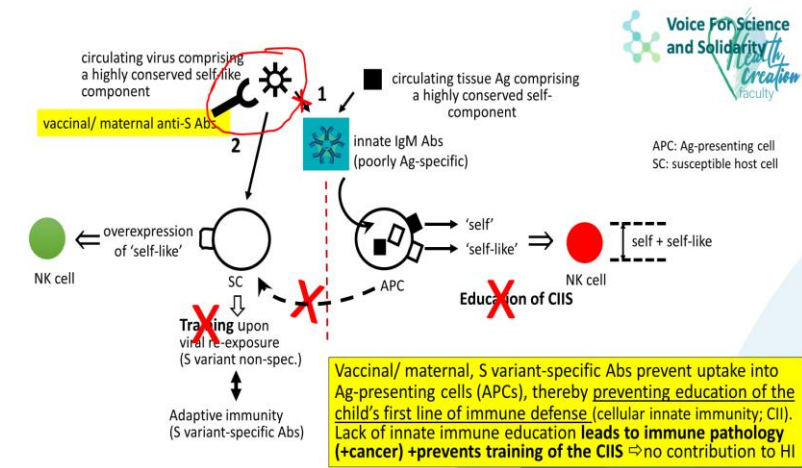 Voice For Science
and Solidarity
Health
Creation
faculty
circulating virus comprising
a highly conserved self-like
component
vaccinal/ maternal anti-S Abs
1
2
circulating tissue Ag comprising
a highly conserved self-
component
innate IgM Abs
(poorly Ag-specific)
APC: Ag-presenting cell
SC: susceptible host cell
NK cell
overexpression
of 'self-like'
SC
APC
'self'
'self-like'
NK cell
self + self-like
Education of CIIS
Training upon
viral re-exposure
(S variant non-spec.)
Adaptive immunity
(S variant-specific Abs)
Vaccinal/ maternal, S variant-specific Abs prevent uptake into
Ag-presenting cells (APCs), thereby preventing education of the
child's first line of immune defense (cellular innate immunity; CII).
Lack of innate immune education leads to immune pathology
(+cancer) +prevents training of the CIIS ⇨no contribution to HI